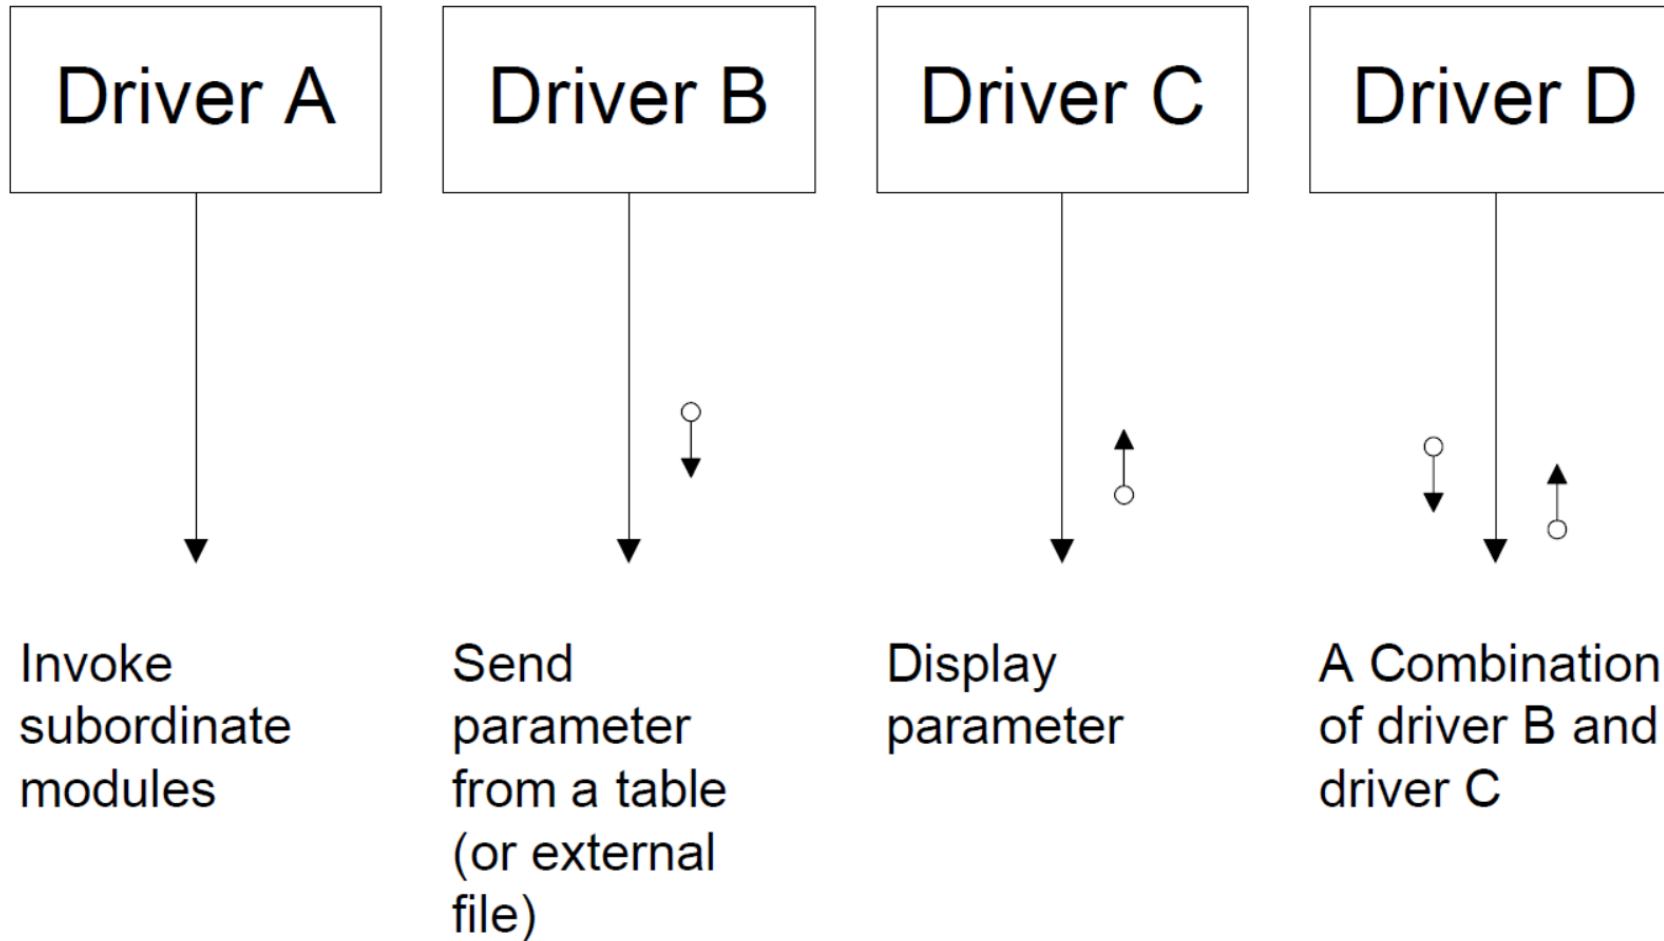 Driver A
Driver B
Driver C
Driver D
Invoke
subordinate
modules
Send
parameter
from a table
(or external
file)
Display
parameter
A Combination
of driver B and
driver C